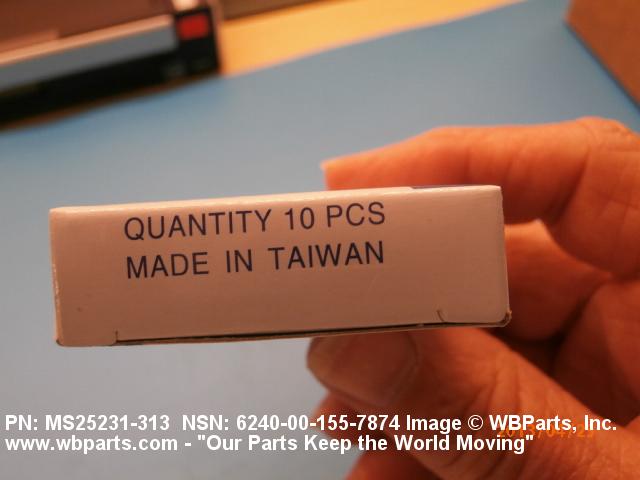 QUANTITY 10 PCS
MADE IN TAIWAN
PN: MS25231-313 NSN: 6240-00-155-7874 Image © WBParts, Inc.
www.wbparts.com - "Our Parts Keep the World Moving"